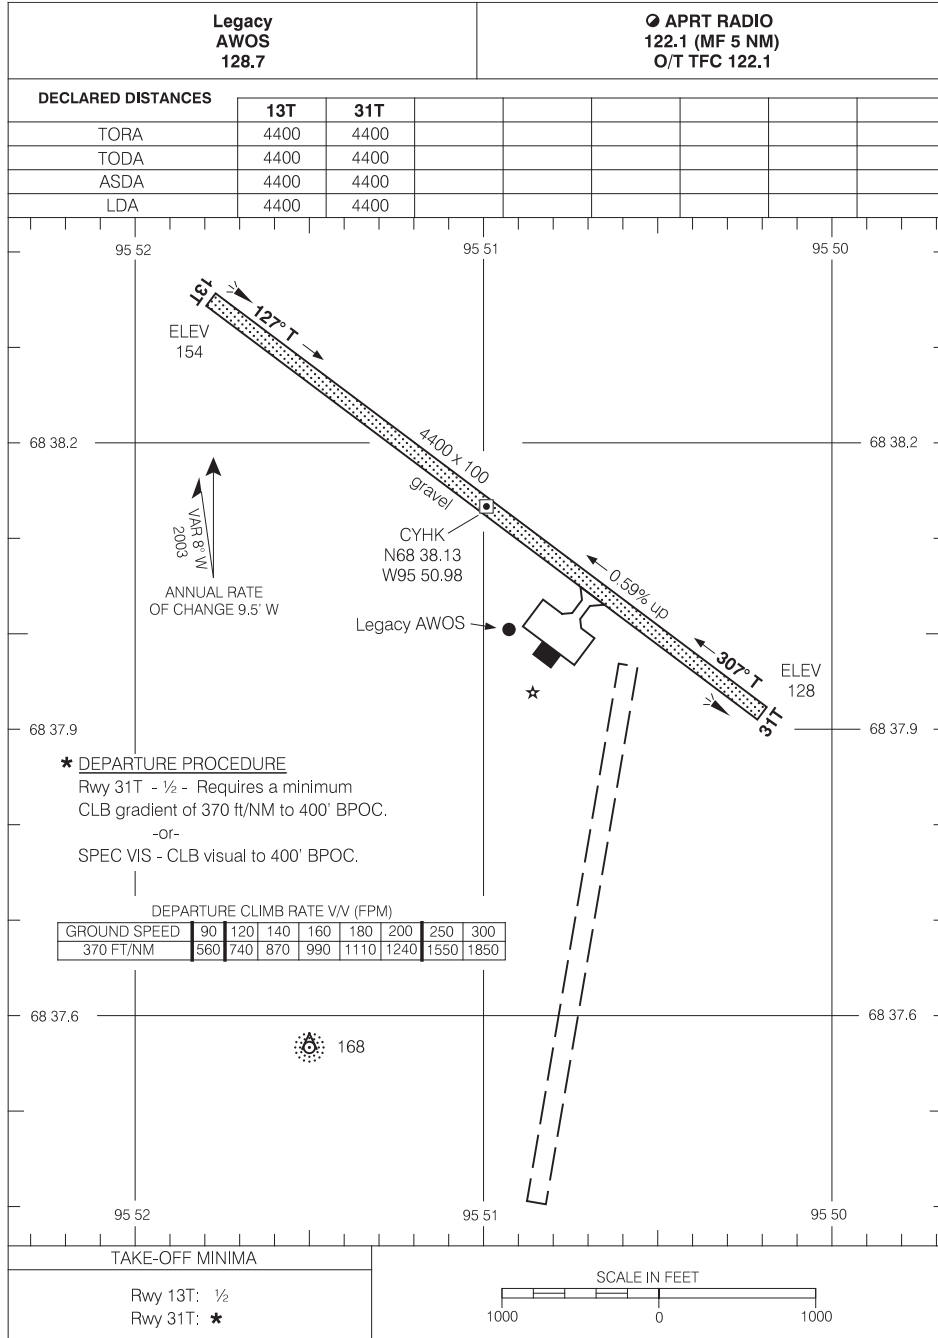 Legacy
AWOS
128.7
APRT RADIO
122.1 (MF 5 NM)
O/T TFC 122.1
DECLARED DISTANCES
13T 31T
TORA 4400 4400
TODA 4400 4400
ASDA 4400 4400
LDA 4400 4400
95 52 95 51 95 50
13T
127° T
ELEV
154
68 38.2 68 38.2
4400 x 100
gravel
VAR 8° W
2003
ANNUAL RATE
OF CHANGE 9.5' W
CYHK
N68 38.13
W95 50.98
0.59% up
Legacy AWOS
307° T
ELEV
128
31T
68 37.9 68 37.9
* DEPARTURE PROCEDURE
Rwy 31T - ½ - Requires a minimum
CLB gradient of 370 ft/NM to 400' BPOC.
-or-
SPEC VIS - CLB visual to 400' BPOC.
DEPARTURE CLIMB RATE V/V (FPM)
GROUND SPEED 90 120 140 160 180 200 250 300
370 FT/NM 560 740 870 990 1110 1240 1550 1850
68 37.6 68 37.6
168
95 52 95 51 95 50
TAKE-OFF MINIMA
Rwy 13T: ½
Rwy 31T: *
SCALE IN FEET
1000 0 1000